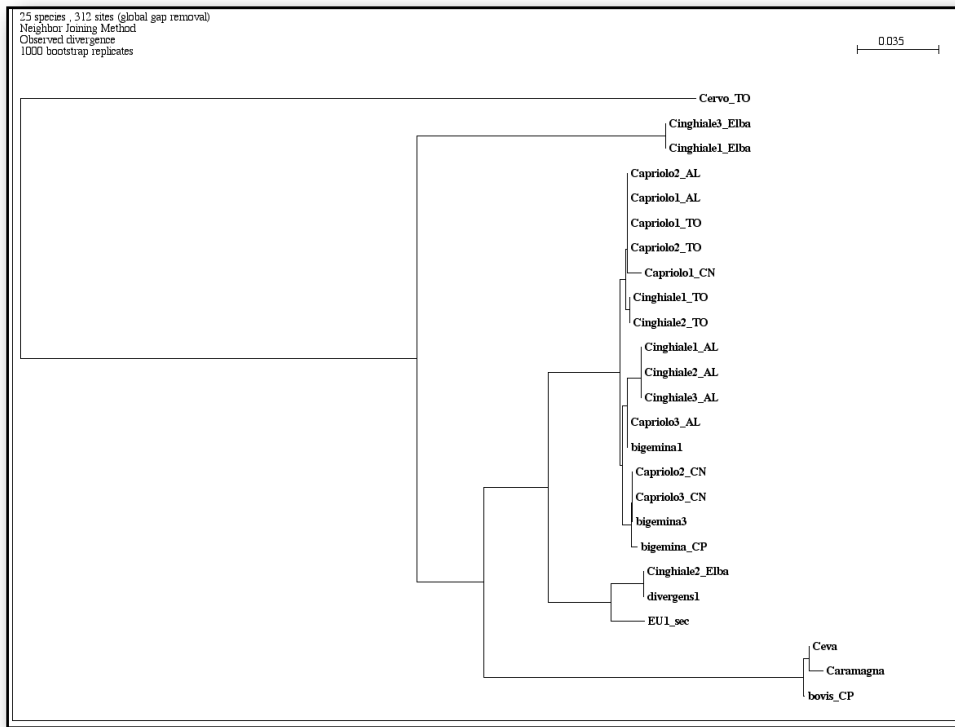 25 species , 312 sites (global gap removal)
Neighbor Joining Method
Observed divergence
1000 bootstrap replicates
0.035
Cervo_TO
Cinghiale3_Elba
Cinghiale1_Elba
Capriolo2_AL
Capriolo1_AL
Capriolo1_TO
Capriolo2_TO
Capriolo1_CN
Cinghiale1_TO
Cinghiale2_TO
Cinghiale1_AL
Cinghiale2_AL
Cinghiale3_AL
Capriolo3_AL
bigemina1
Capriolo2_CN
Capriolo3_CN
bigemina3
bigemina_CP
Cinghiale2_Elba
divergens1
EU1_sec
Ceva
Caramagna
bovis_CP